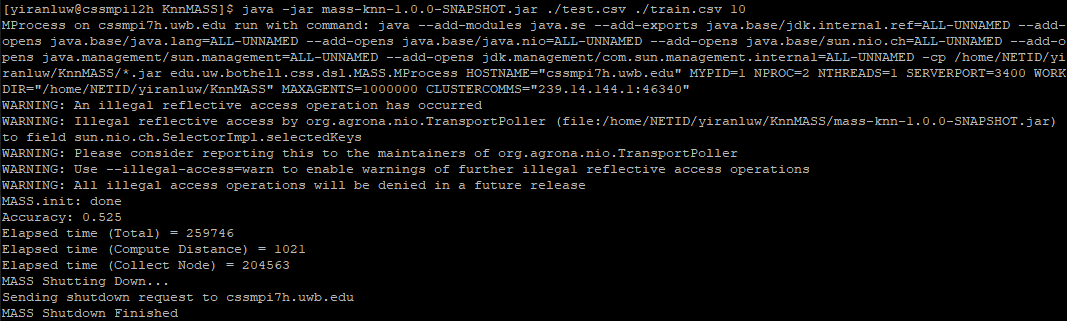 [yiranluw@cssmpi12h KnnMASS]$ java -jar mass-knn-1.0.0-SNAPSHOT.jar ./test.csv ./train.csv 10
MProcess on cssmpi7h.uwb.edu run with command: java --add-modules java.se --add-exports java.base/jdk.internal.ref=ALL-UNNAMED --add-
opens java.base/java.lang=ALL-UNNAMED --add-opens java.base/java.nio=ALL-UNNAMED --add-opens java.base/sun.nio.ch=ALL-UNNAMED --add-o
pens java.management/sun.management=ALL-UNNAMED --add-opens jdk.management/com.sun.management.internal=ALL-UNNAMED -cp /home/NETID/yi
ranluw/KnnMASS/*.jar edu.uw.bothell.css.dsl.MASS.MProcess HOSTNAME="cssmpi7h.uwb.edu" MYPID=1 NPROC=2 NTHREADS=1 SERVERPORT=3400 WORK
DIR="/home/NETID/yiranluw/KnnMASS" MAXAGENTS=1000000 CLUSTERCOMMS="239.14.144.1:46340"
WARNING: An illegal reflective access operation has occurred
WARNING: Illegal reflective access by org.agrona.nio.TransportPoller (file:/home/NETID/yiranluw/KnnMASS/mass-knn-1.0.0-SNAPSHOT.jar)
to field sun.nio.ch.SelectorImpl.selectedKeys
WARNING: Please consider reporting this to the maintainers of org.agrona.nio.TransportPoller
WARNING: Use --illegal-access=warn to enable warnings of further illegal reflective access operations
WARNING: All illegal access operations will be denied in a future release
MASS.init: done
Accuracy: 0.525
Elapsed time (Total) = 259746
Elapsed time (Compute Distance) = 1021
Elapsed time (Collect Node) = 204563
MASS Shutting Down...
Sending shutdown request to cssmpi7h.uwb.edu
MASS Shutdown Finished